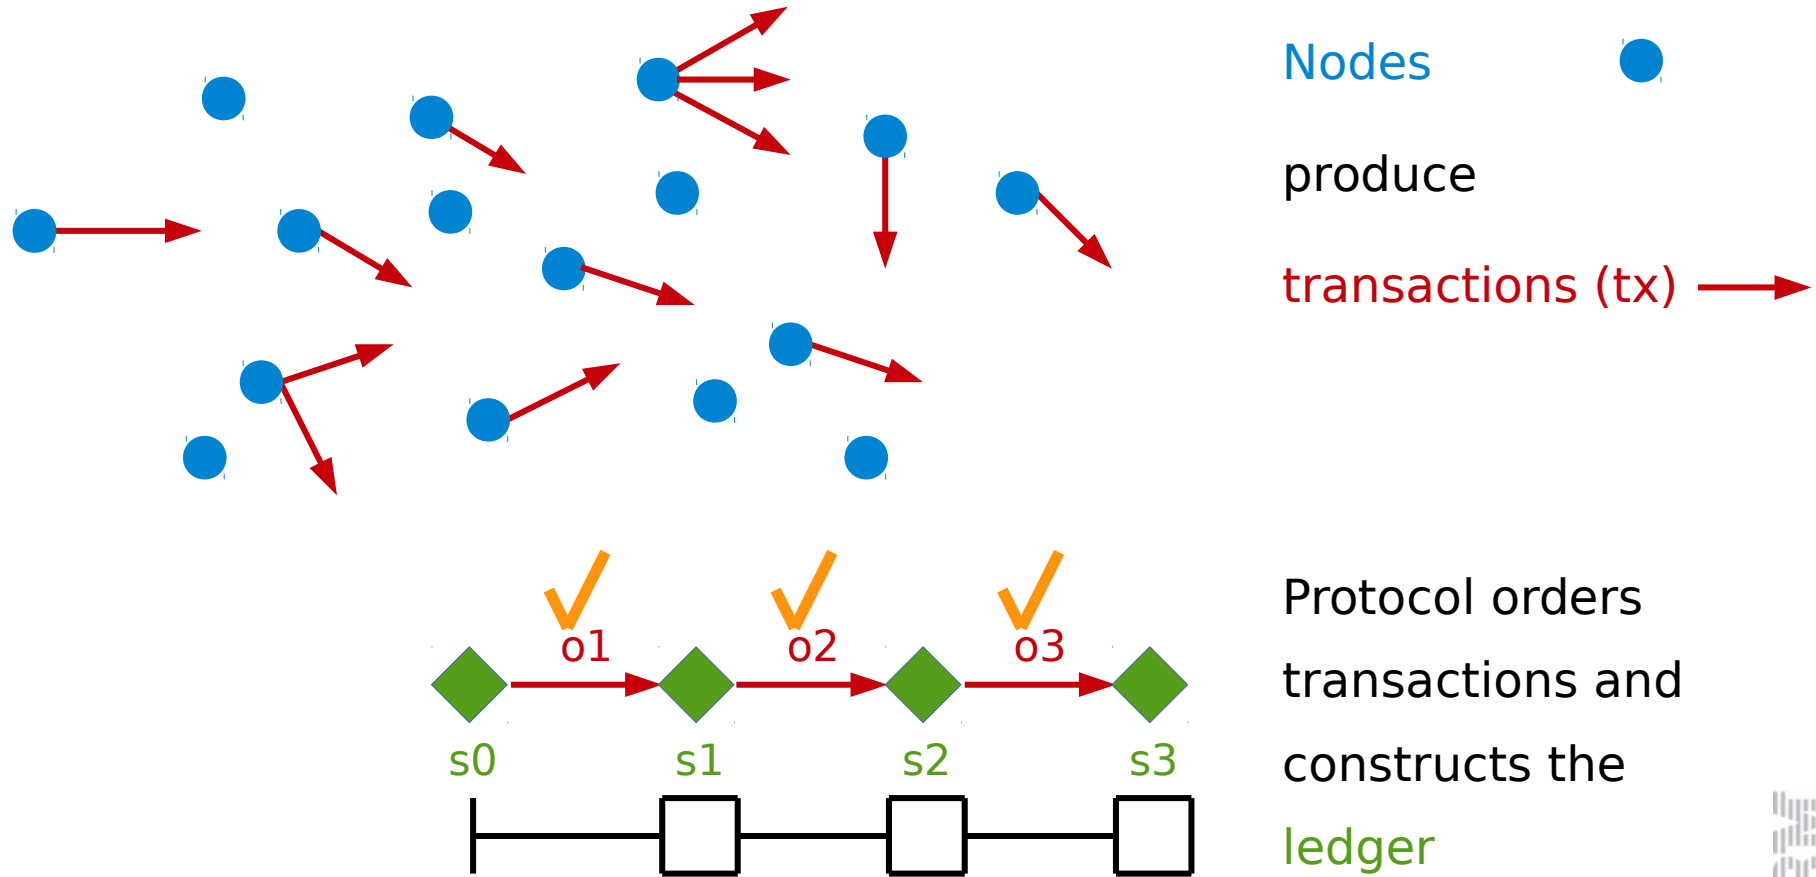 Nodes
produce
transactions (tx)
Protocol orders
transactions and
constructs the
ledger
o1 o2 o3
s0 s1 s2 s3